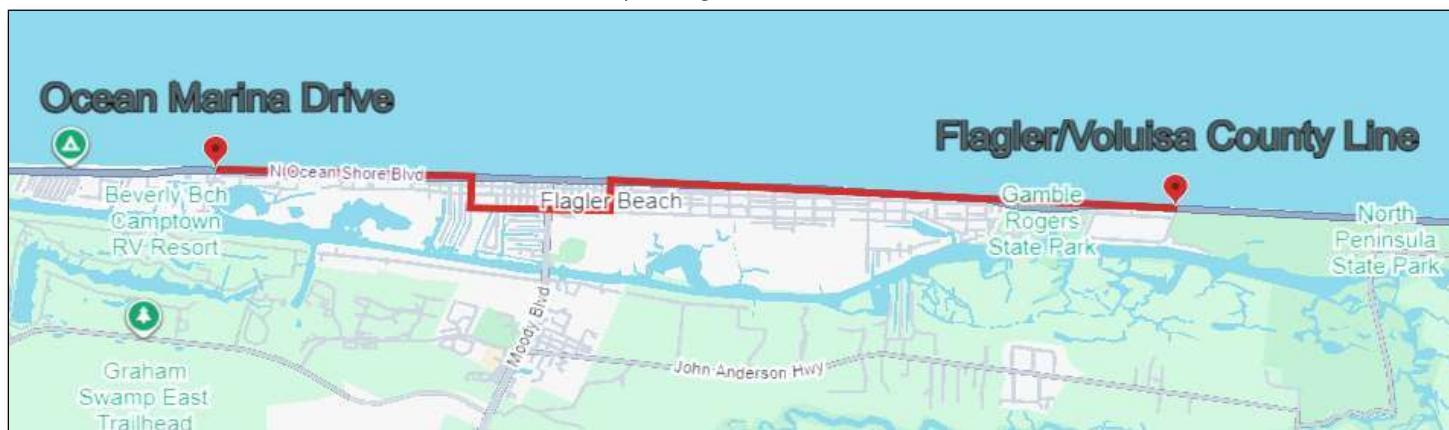 Ocean Marina Drive
Flagler/Voluisa County Line
N Ocean Shore Blvd
Beverly Bch
Camptown
RV Resort
Flagler Beach
Gamble
Rogers
State Park
North
Peninsula
State Park
Moody Blvd
John Anderson Hwy
Graham
Swamp East
Trailhead